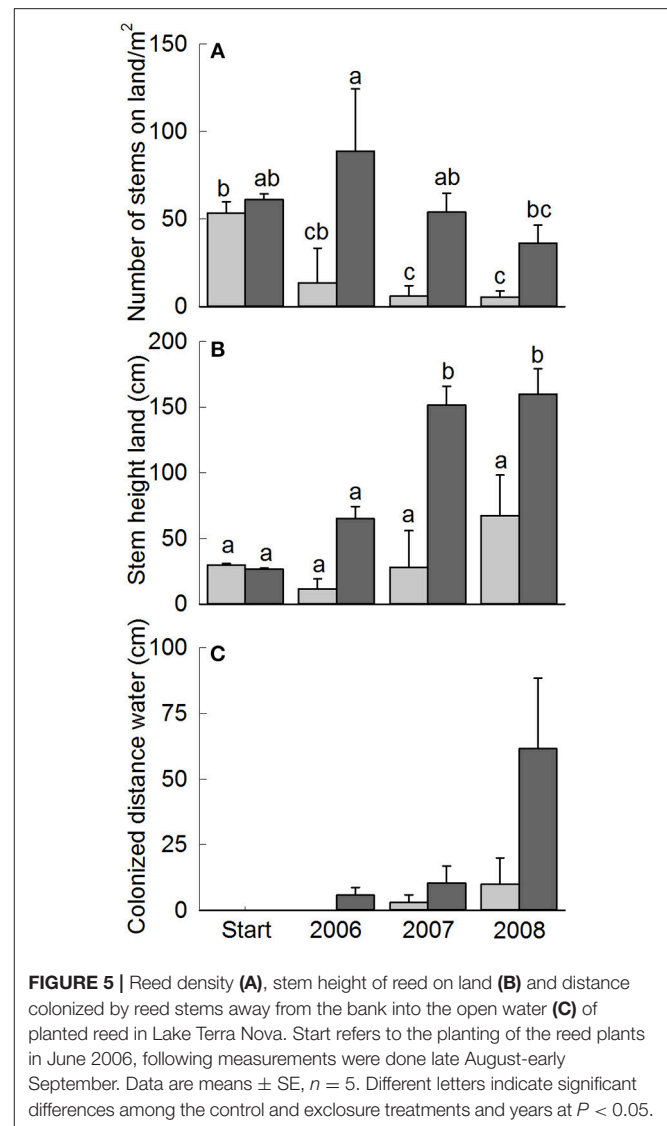 Number of stems on land/m²
150
100
50
0
A
b
ab
cb
a
c
ab
c
bc
Stem height land (cm)
200
150
100
50
0
B
a
a
a
a
a
b
a
b
Colonized distance water (cm)
100
75
50
25
0
C
Start 2006 2007 2008
FIGURE 5 | Reed density (A), stem height of reed on land (B) and distance
colonized by reed stems away from the bank into the open water (C) of
planted reed in Lake Terra Nova. Start refers to the planting of the reed plants
in June 2006, following measurements were done late August-early
September. Data are means ± SE, n = 5. Different letters indicate significant
differences among the control and exclosure treatments and years at P < 0.05.